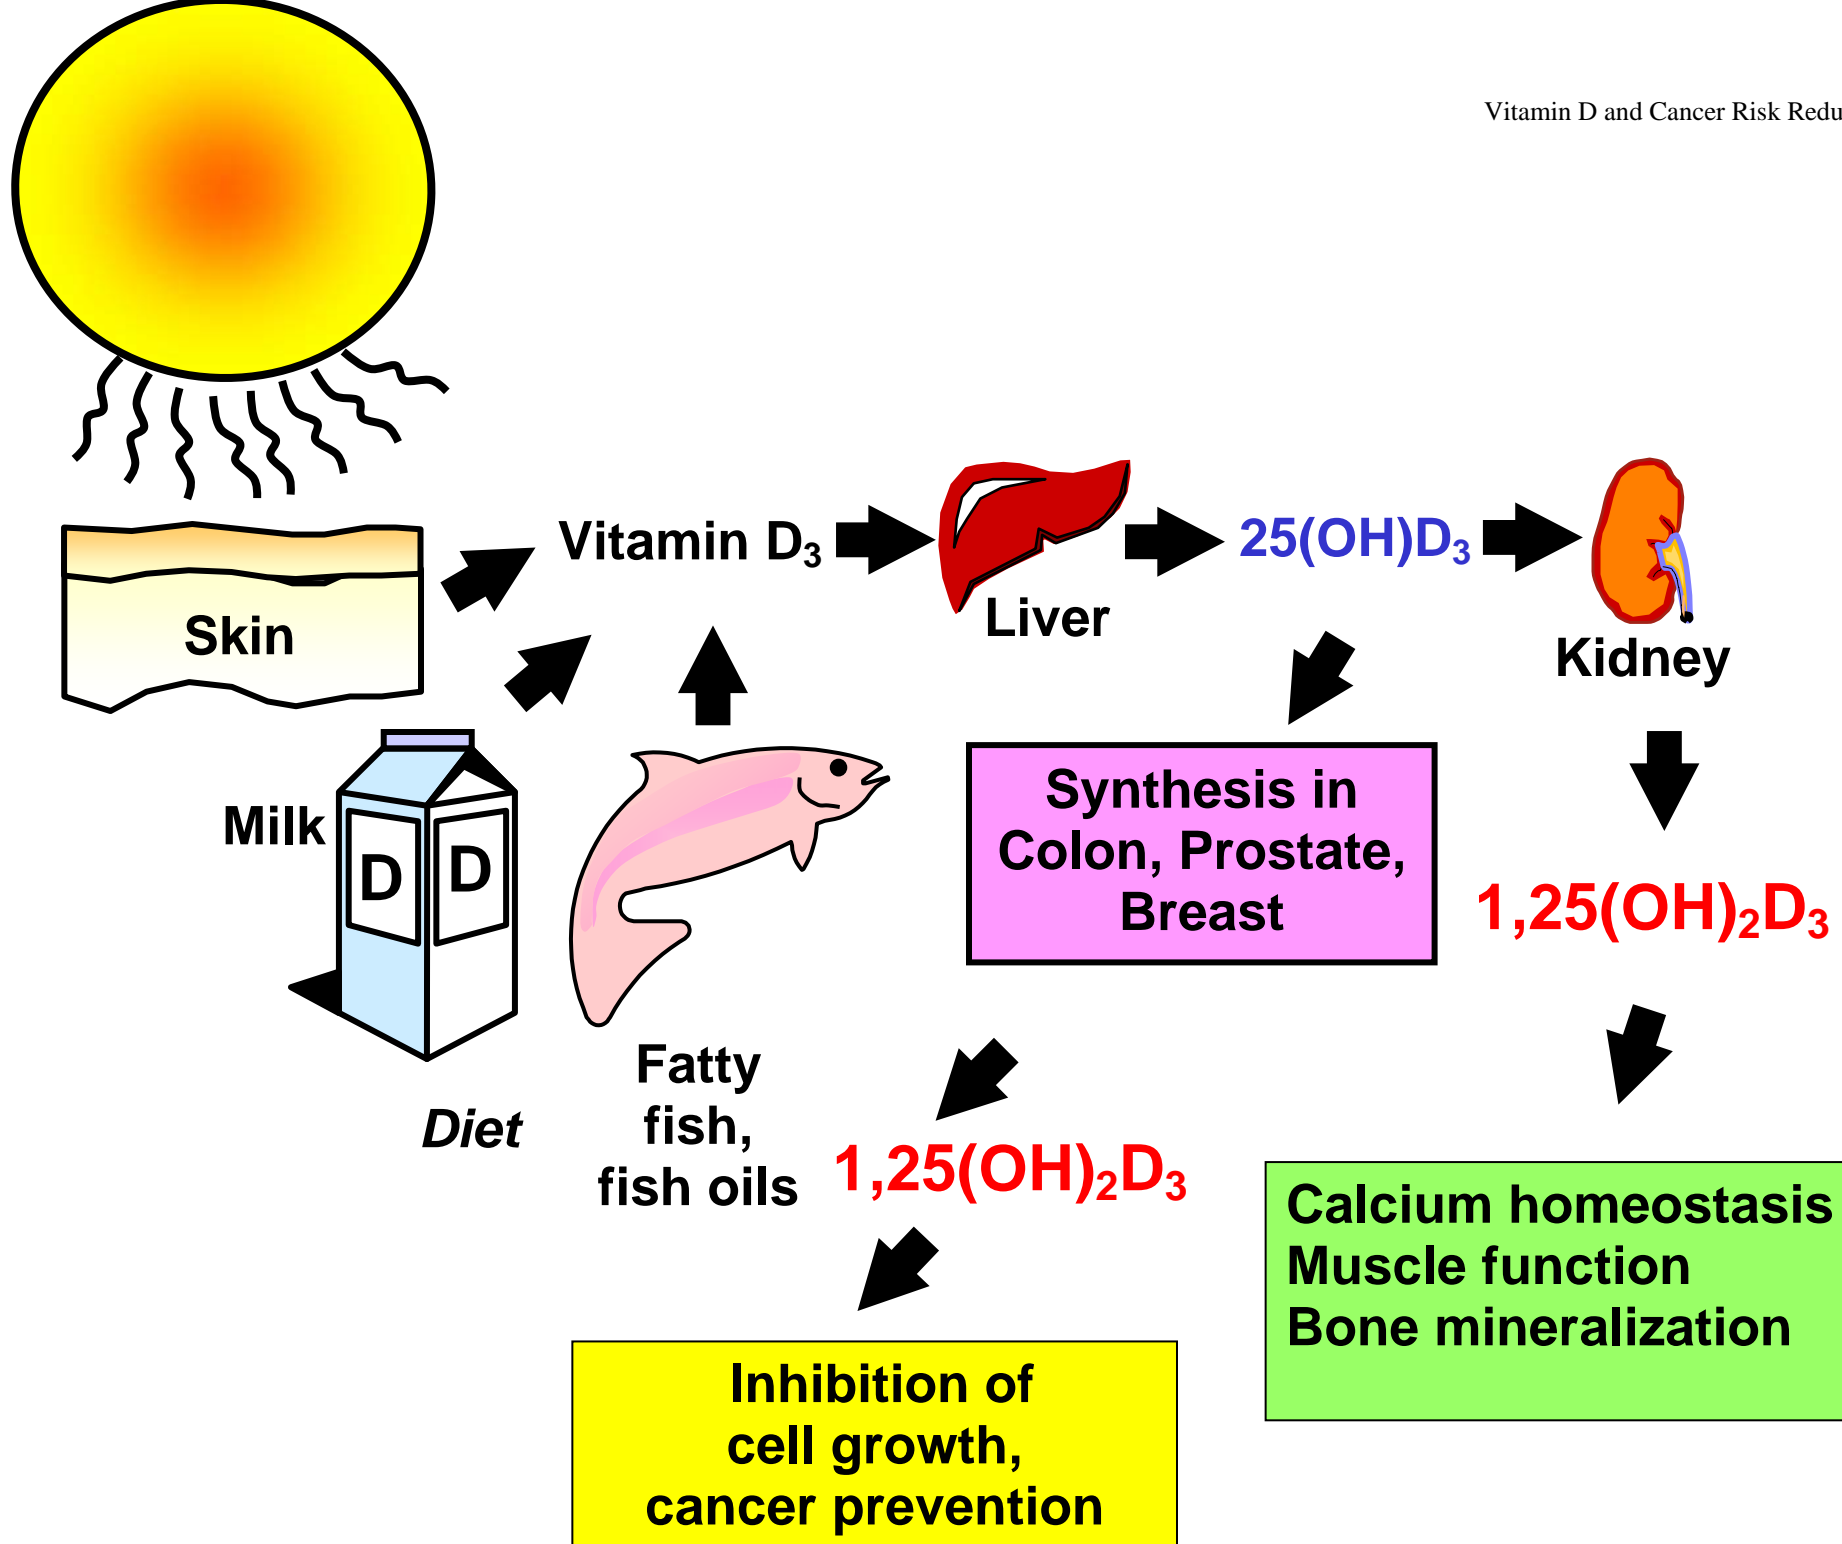 Vitamin D and Cancer Risk Redu
Vitamin D₃
25(OH)D₃
Liver
Skin
Kidney
Milk
D
D
Synthesis in
Colon, Prostate,
Breast
1,25(OH)₂D₃
Fatty
fish,
fish oils
Diet
1,25(OH)₂D₃
Calcium homeostasis
Muscle function
Bone mineralization
Inhibition of
cell growth,
cancer prevention